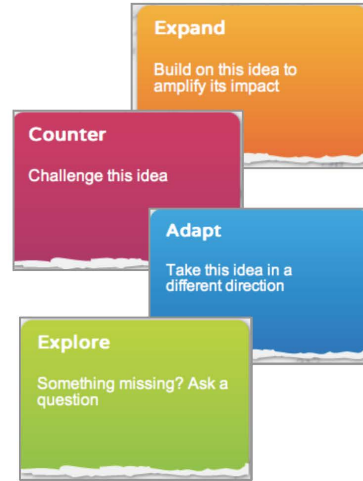 Expand
Build on this idea to
amplify its impact
Counter
Challenge this idea
Adapt
Take this idea in a
different direction
Explore
Something missing? Ask a
question